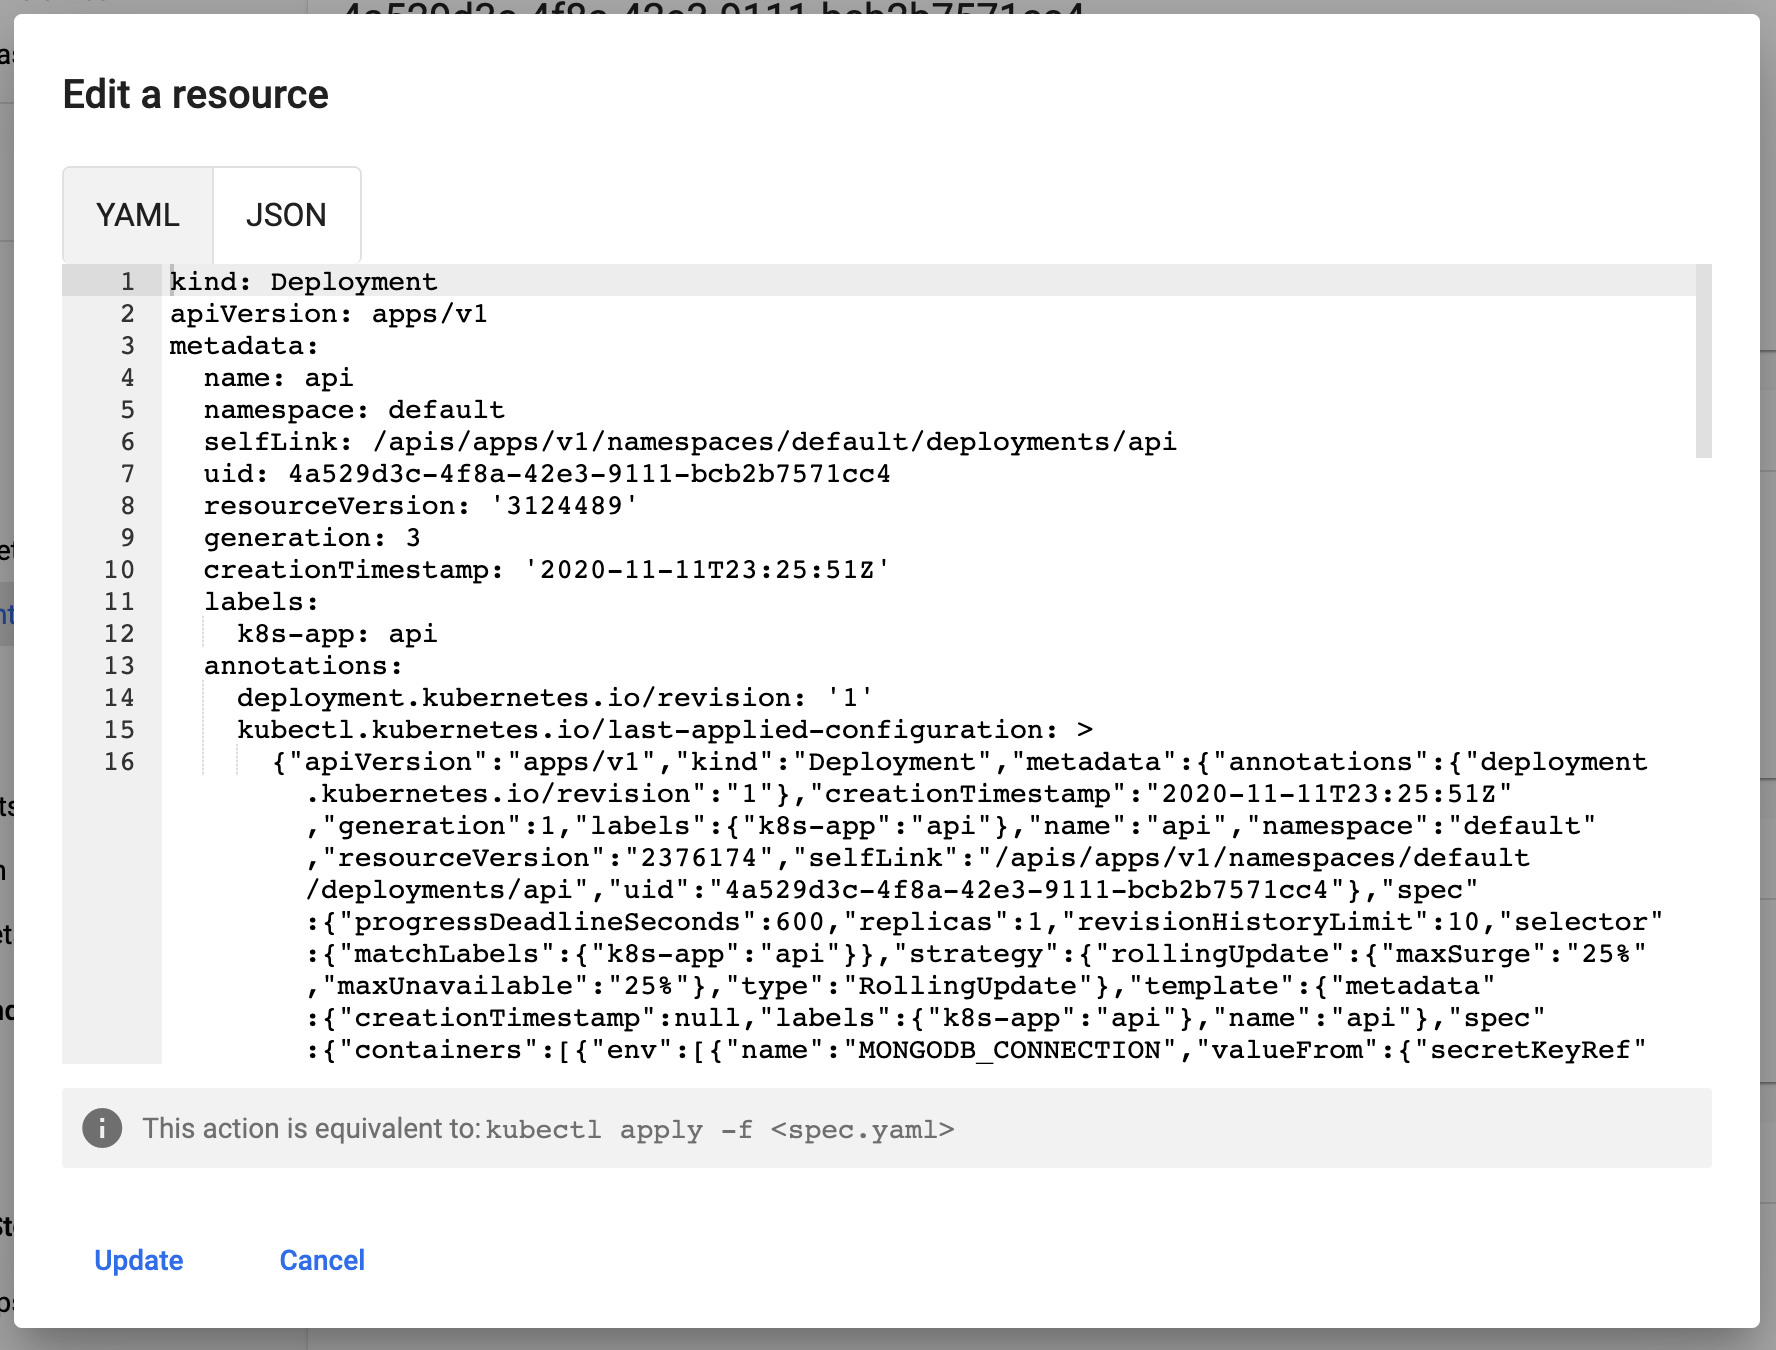 Edit a resource
YAML JSON
1 kind: Deployment
2 apiVersion: apps/v1
3 metadata:
4 name: api
5 namespace: default
6 selfLink: /apis/apps/v1/namespaces/default/deployments/api
7 uid: 4a529d3c-4f8a-42e3-9111-bcb2b7571cc4
8 resourceVersion: '3124489'
9 generation: 3
10 creationTimestamp: '2020-11-11T23:25:51Z'
11 labels:
12 k8s-app: api
13 annotations:
14 deployment.kubernetes.io/revision: '1'
15 kubectl.kubernetes.io/last-applied-configuration: >
16 {"apiVersion":"apps/v1","kind":"Deployment","metadata":{"annotations":{"deployment
.kubernetes.io/revision":"1"},"creationTimestamp":"2020-11-11T23:25:51Z"
,"generation":1,"labels":{"k8s-app":"api"},"name":"api","namespace":"default"
,"resourceVersion":"2376174","selfLink":"/apis/apps/v1/namespaces/default
/deployments/api","uid":"4a529d3c-4f8a-42e3-9111-bcb2b7571cc4"},"spec"
:{"progressDeadlineSeconds":600,"replicas":1,"revisionHistoryLimit":10,"selector"
:{"matchLabels":{"k8s-app":"api"}},"strategy":{"rollingUpdate":{"maxSurge":"25%"
,"maxUnavailable":"25%"},"type":"RollingUpdate"},"template":{"metadata"
:{"creationTimestamp":null,"labels":{"k8s-app":"api"},"name":"api"},"spec"
:{"containers":[{"env":[{"name":"MONGODB_CONNECTION","valueFrom":{"secretKeyRef"
This action is equivalent to: kubectl apply -f <spec.yaml>
Update Cancel